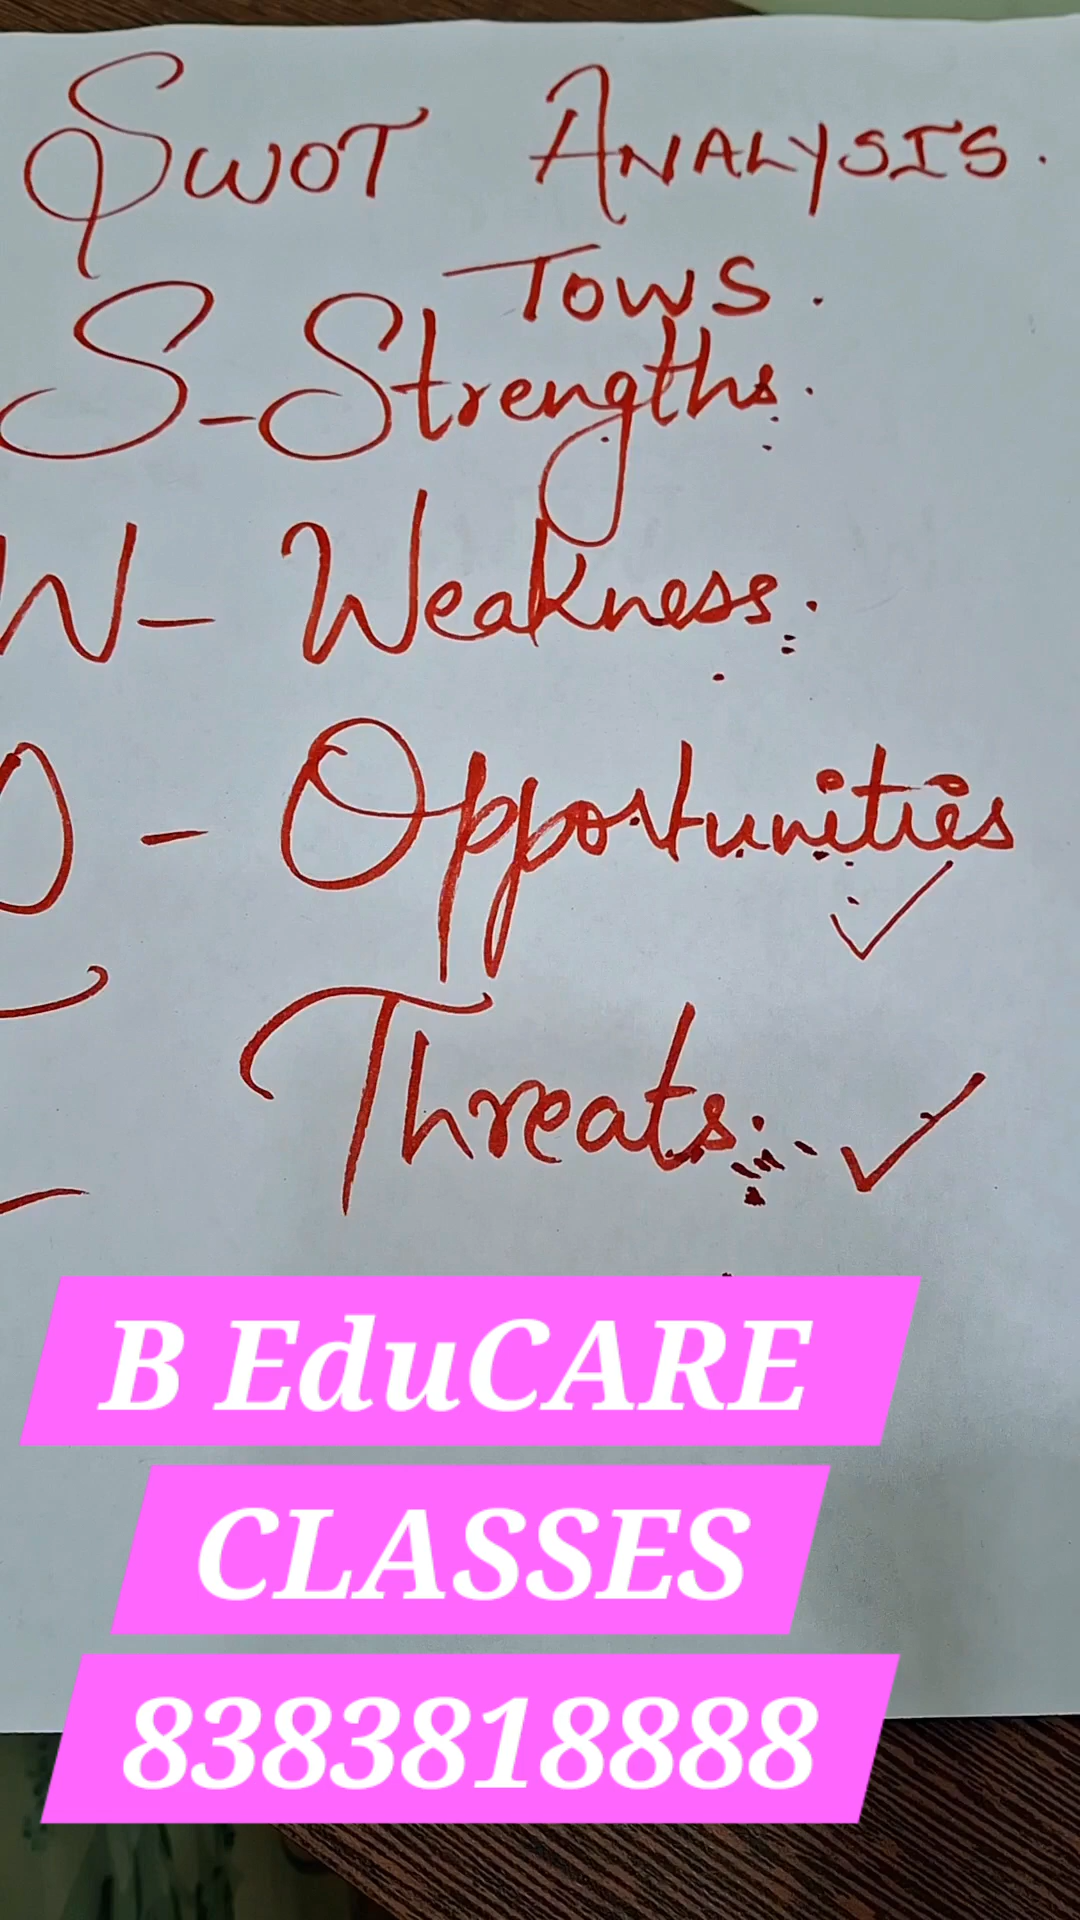 SWOT ANALYSIS.
TOWS.
S - Strengths.
W - Weakness.
O - Opportunities
T Threats.
B EduCARE
CLASSES
8383818888